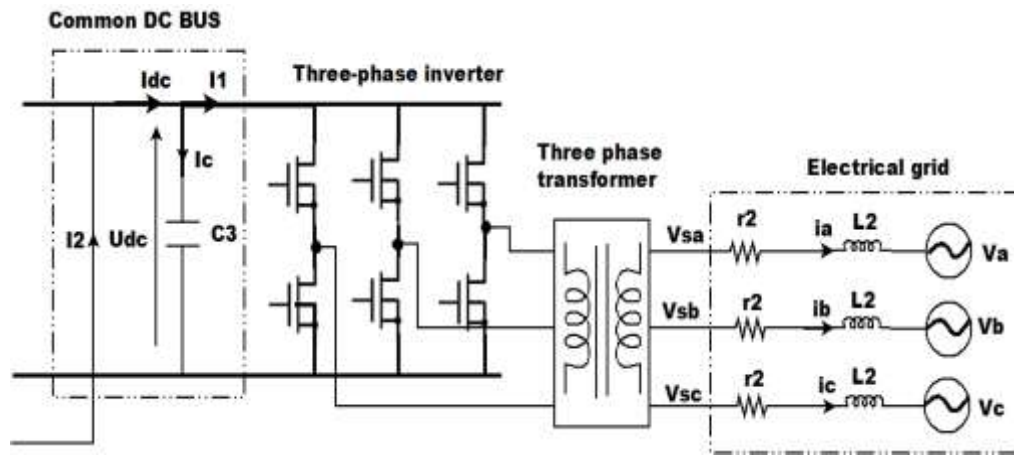 Common DC BUS
Idc
I1
Three-phase inverter
Ic
I2
Udc
C3
Three phase
transformer
Electrical grid
Vsa
r2
ia
L2
Va
Vsb
r2
ib
L2
Vb
Vsc
r2
ic
L2
Vc